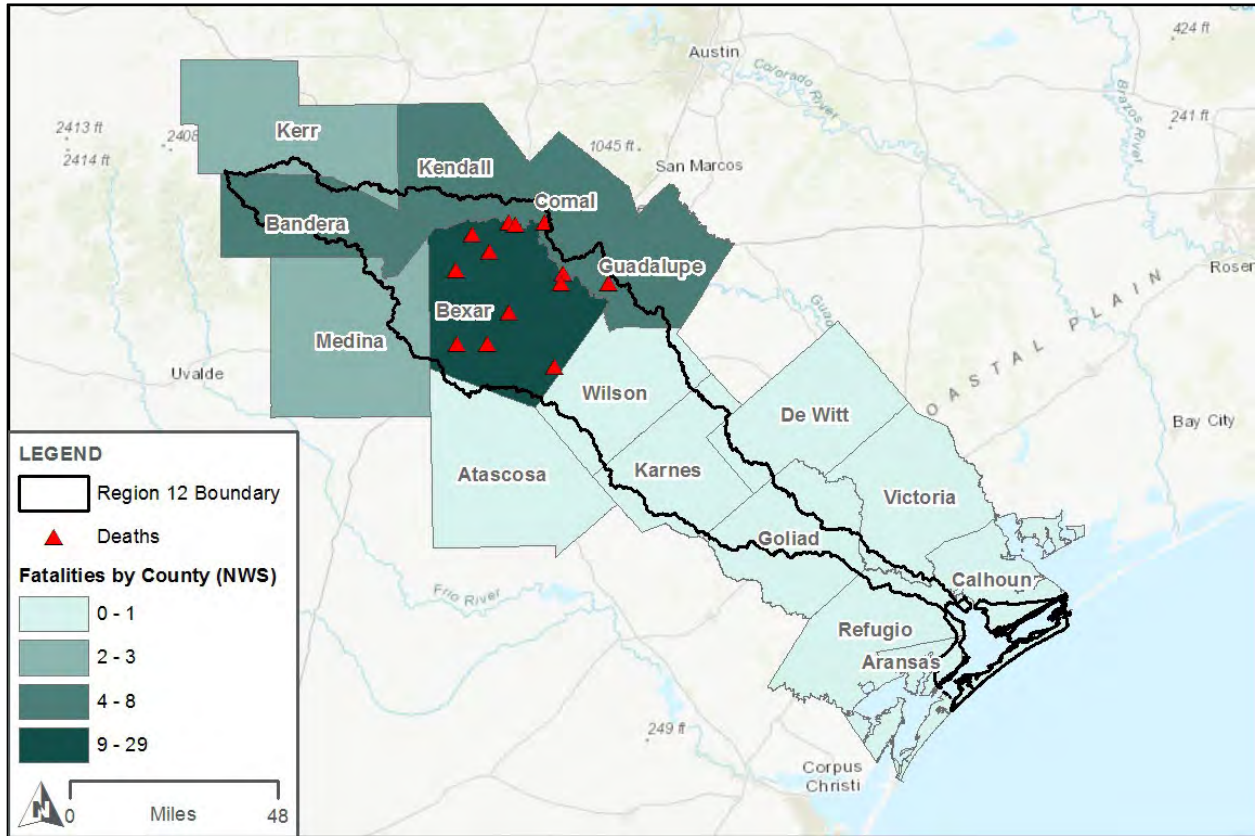 424 ft
Austin
Colorado River
Brazos River
241 ft
2413 ft
2408
2414 ft
Kerr
1045 ft
San Marcos
Kendall
Comal
Bandera
Guadalupe
Rosen
Bexar
Medina
COASTAL PLAIN
Uvalde
Wilson
De Witt
Bay City
Atascosa
Karnes
Victoria
Goliad
Calhoun
Frio River
Refugio
Aransas
249 ft
Corpus
Christi
LEGEND
Region 12 Boundary
Deaths
Fatalities by County (NWS)
0 - 1
2 - 3
4 - 8
9 - 29
N
0 Miles 48